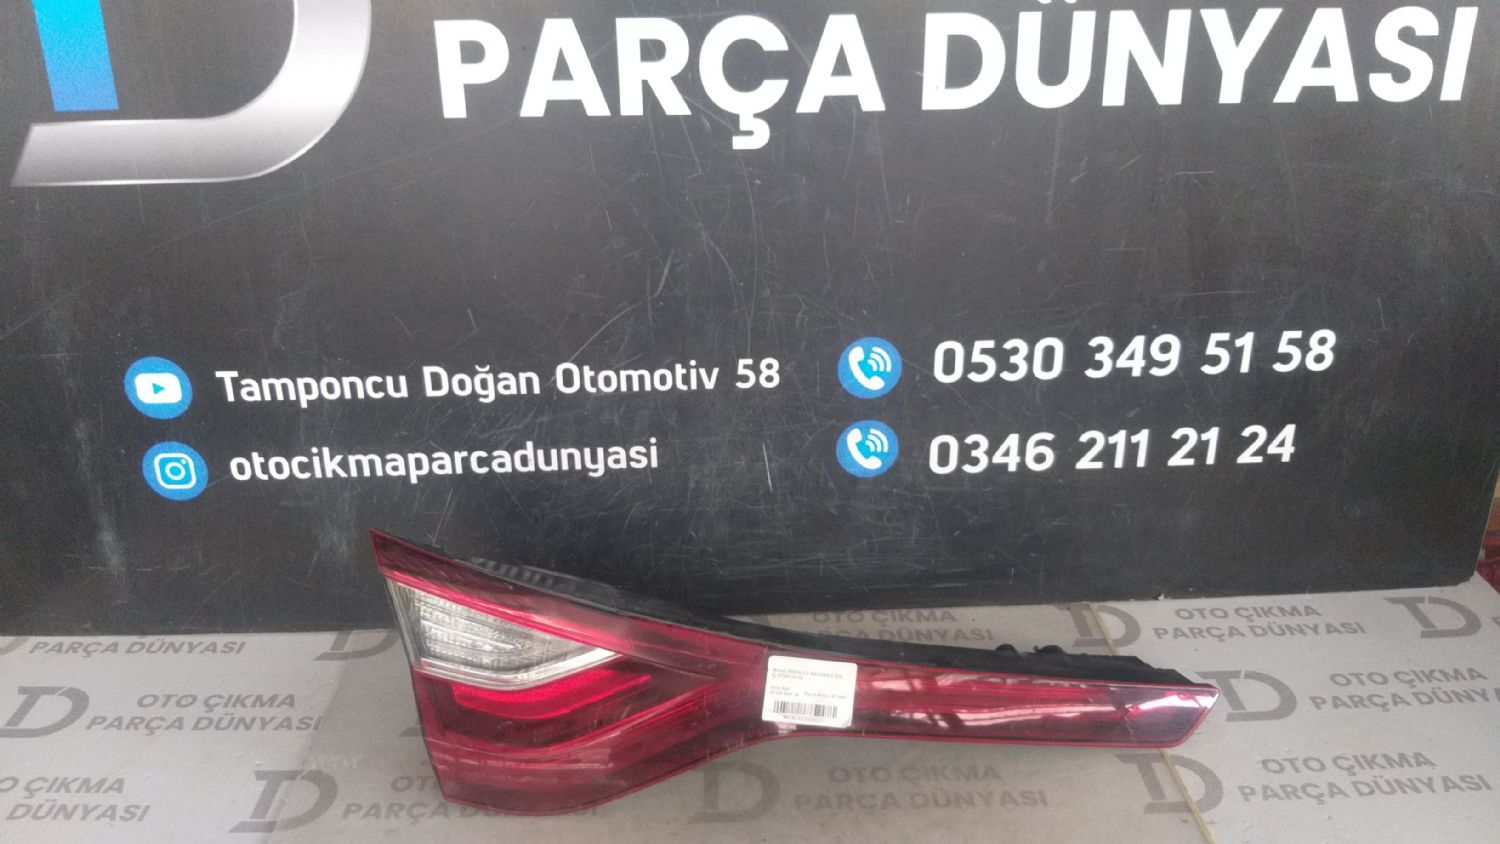 PARÇA DÜNYASI
Tamponcu Doğan Otomotiv 58
0530 349 51 58
otocikmaparcadunyasi
0346 211 21 24
OTO ÇIKMA
PARÇA DÜNYASI
PARÇA DÜNYASI
OTO ÇIKMA
PARÇA DÜNYASI
OTO ÇIKMA
PARÇA DÜNYASI
OTO ÇIKMA
PARÇA DÜNYASI
OTO ÇIKMA
PARÇA DÜNYASI
OTO ÇIKMA
PARÇA DÜNYASI
OTO ÇIKMA
PARÇA DÜNYASI